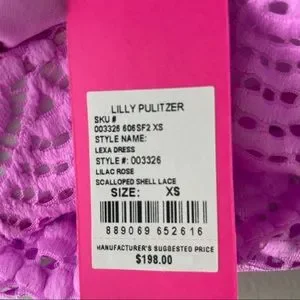 LILLY PULITZER
SKU #
003326 606SF2 XS
STYLE NAME:
LEXA DRESS
STYLE #: 003326
LILAC ROSE
SCALLOPED SHELL LACE
SIZE: XS
889069 652616
MANUFACTURER'S SUGGESTED PRICE
$198.00